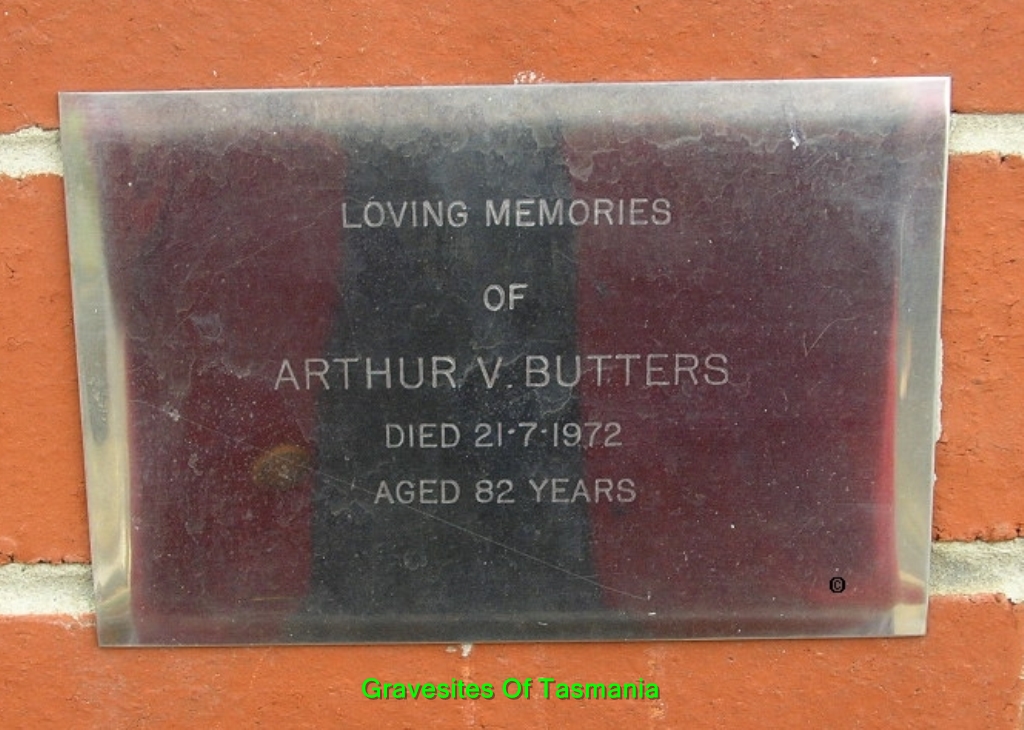 LOVING MEMORIES
OF
ARTHUR V. BUTTERS
DIED 21-7-1972
AGED 82 YEARS
©
Gravesites Of Tasmania